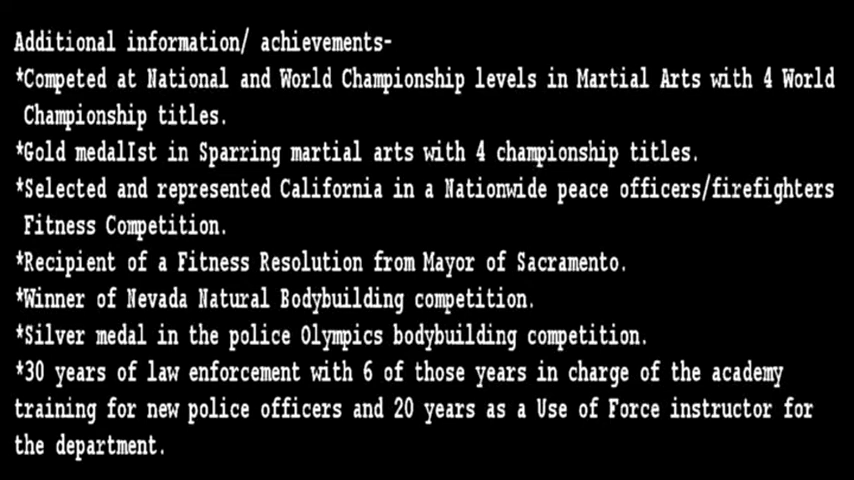 Additional information/ achievements-
*Competed at National and World Championship levels in Martial Arts with 4 World
Championship titles.
*Gold medalIst in Sparring martial arts with 4 championship titles.
*Selected and represented California in a Nationwide peace officers/firefighters
Fitness Competition.
*Recipient of a Fitness Resolution from Mayor of Sacramento.
*Winner of Nevada Natural Bodybuilding competition.
*Silver medal in the police Olympics bodybuilding competition.
*30 years of law enforcement with 6 of those years in charge of the academy
training for new police officers and 20 years as a Use of Force instructor for
the department.